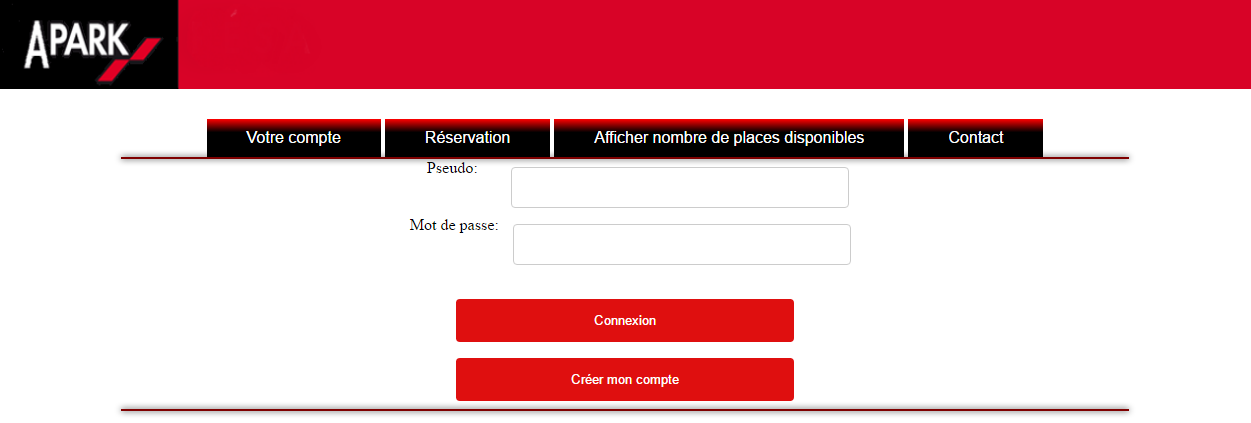 APARK
Votre compte Réservation Afficher nombre de places disponibles Contact
Pseudo:
Mot de passe:
Connexion
Créer mon compte